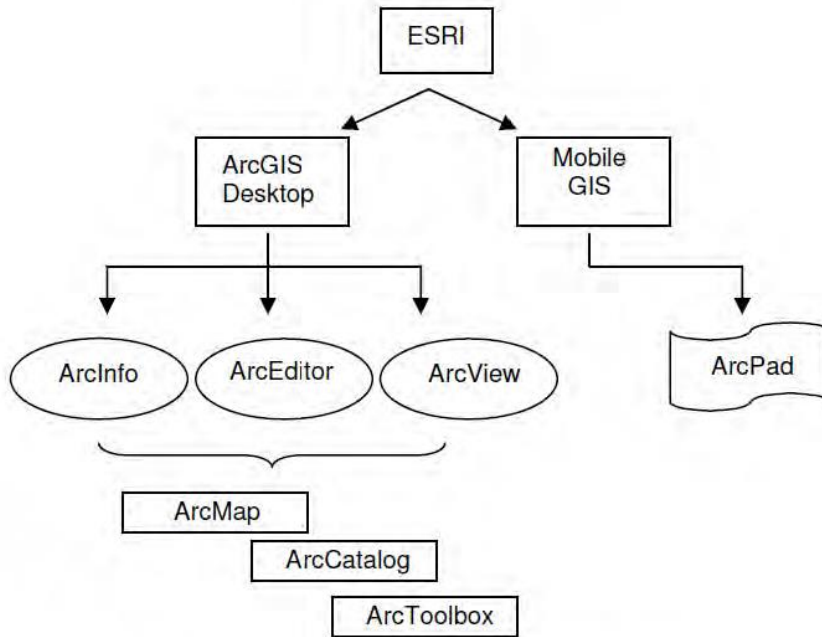 ESRI
ArcGIS
Desktop
Mobile
GIS
ArcInfo
ArcEditor
ArcView
ArcPad
ArcMap
ArcCatalog
ArcToolbox